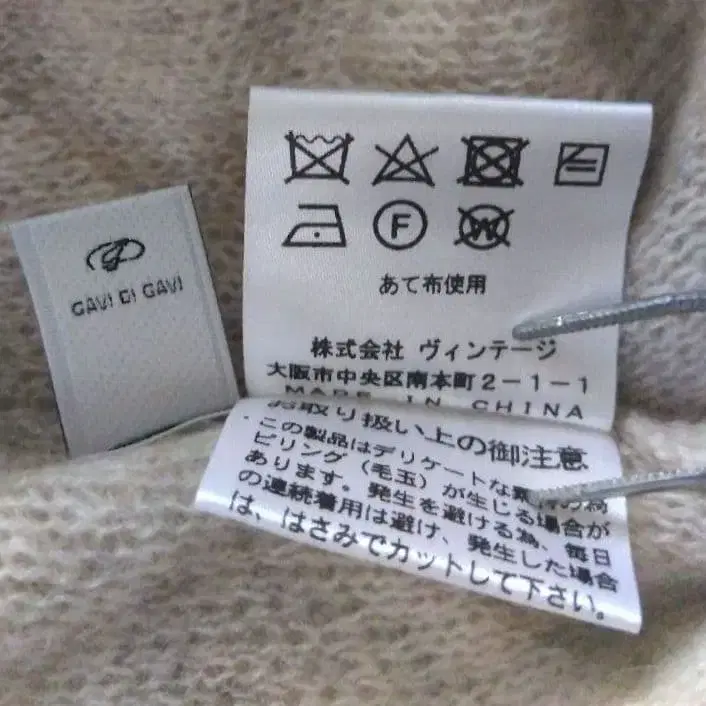 GAVI DI GAVI
F
W
あて布使用
株式会社 ヴィンテージ
大阪市中央区南本町2-1-1
MADE IN CHINA
お取り扱い上の御注意
・この製品はデリケートな素材の為
ピリング(毛玉)が生じる場合が
あります。発生を避ける為、毎日
の連続着用は避け、発生した場合
は、はさみでカットして下さい。